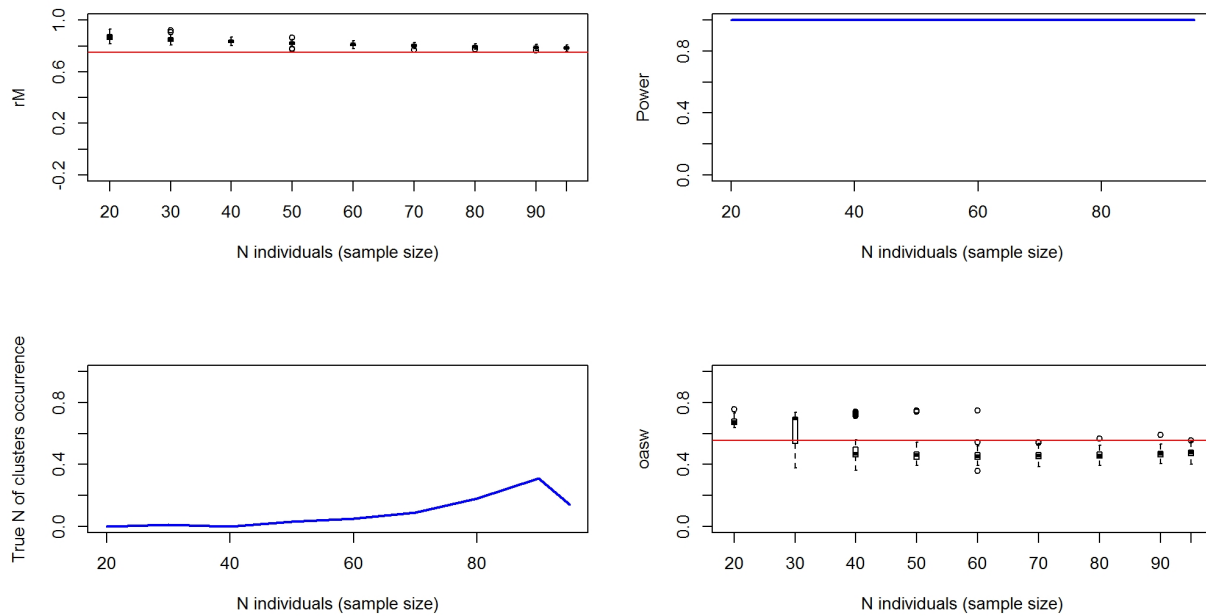 rM
1.0
0.6
0.2
-0.2
20 30 40 50 60 70 80 90
N individuals (sample size)
Power
0.8
0.4
0.0
20 40 60 80
N individuals (sample size)
True N of clusters occurrence
0.8
0.4
0.0
20 40 60 80
N individuals (sample size)
oasw
0.8
0.4
0.0
20 30 40 50 60 70 80 90
N individuals (sample size)